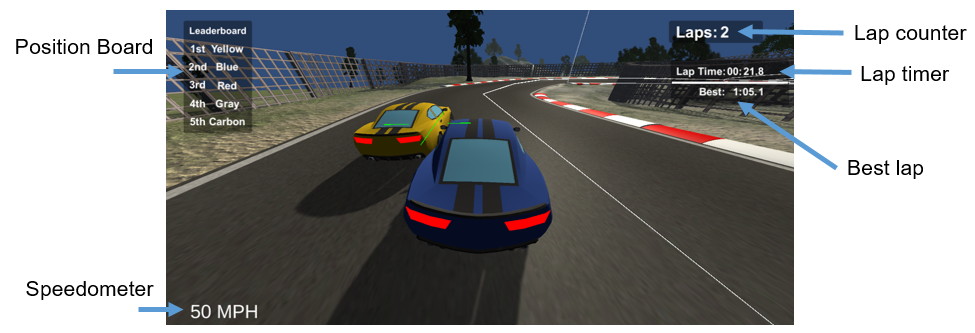 Position Board
Leaderboard
1st Yellow
2nd Blue
3rd Red
4th Gray
5th Carbon
Laps: 2
Lap counter
Lap Time: 00:21.8
Lap timer
Best: 1:05.1
Best lap
Speedometer
50 MPH